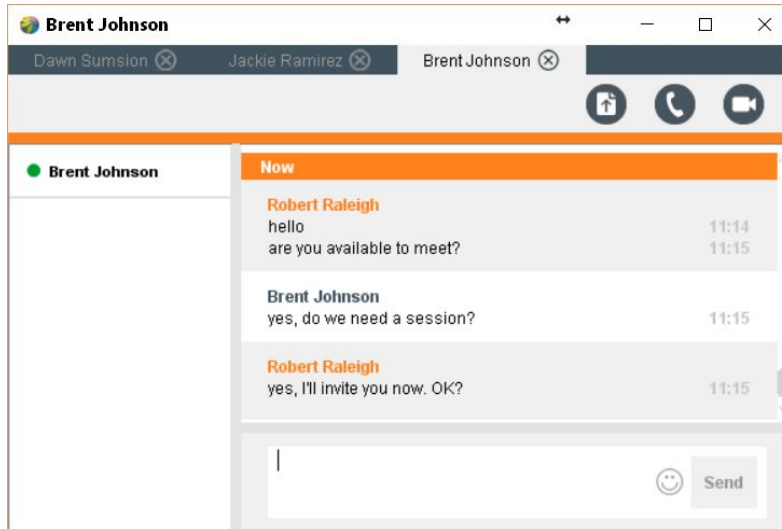 Brent Johnson
Dawn Sumsion
Jackie Ramirez
Brent Johnson
Brent Johnson
Now
Robert Raleigh
hello 11:14
are you available to meet? 11:15
Brent Johnson
yes, do we need a session? 11:15
Robert Raleigh
yes, I'll invite you now. OK? 11:15
Send